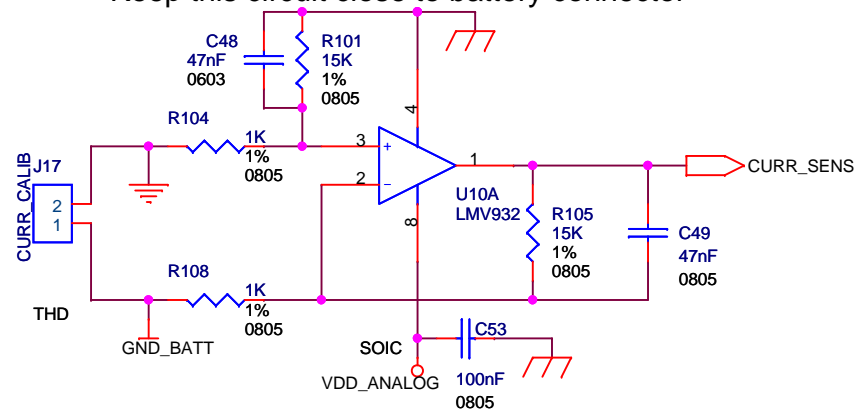 Keep this circuit close to battery connector
C48
47nF
0603
R101
15K
1%
0805
4
R104
1K
1%
0805
3
+
1
CURR_SENS
J17
CURR_CALIB
2
1
2
-
U10A
LMV932
8
R105
15K
1%
0805
C49
47nF
0805
R108
1K
1%
0805
THD
GND_BATT
SOIC
C53
VDD_ANALOG
100nF
0805